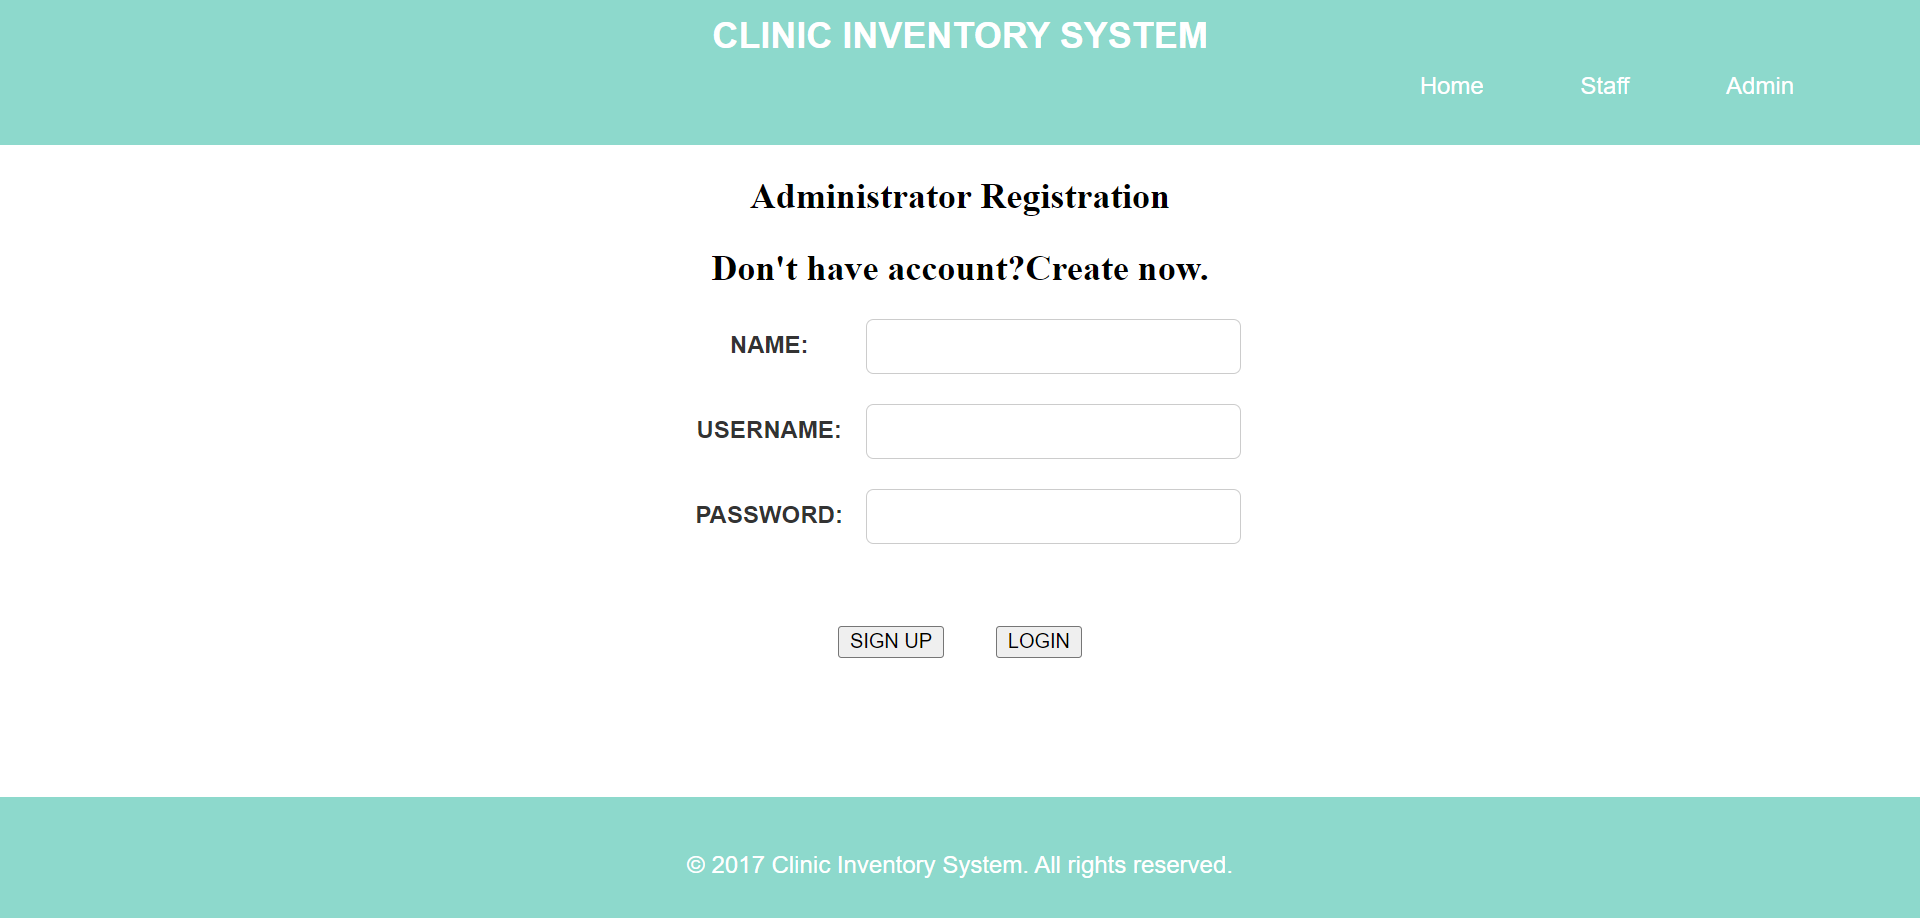 CLINIC INVENTORY SYSTEM
Home Staff Admin
Administrator Registration
Don't have account?Create now.
NAME:
USERNAME:
PASSWORD:
SIGN UP LOGIN
© 2017 Clinic Inventory System. All rights reserved.